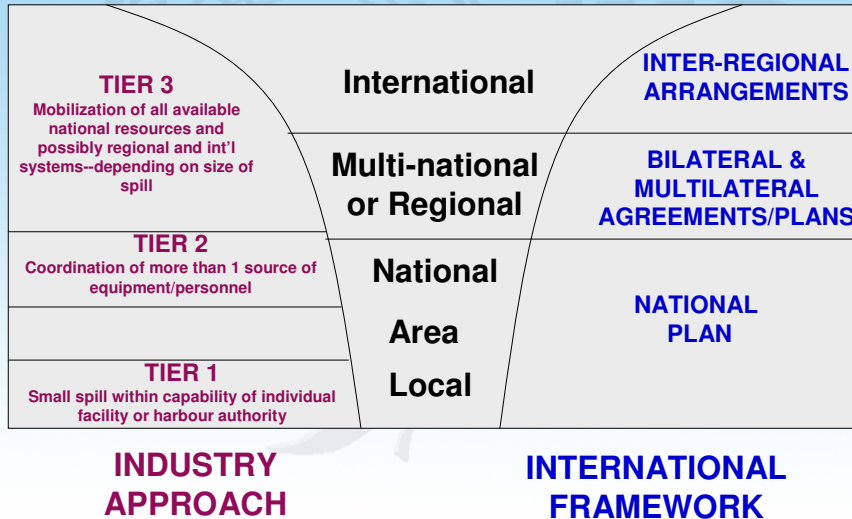 TIER 3
Mobilization of all available
national resources and
possibly regional and int'l
systems--depending on size of
spill
TIER 2
Coordination of more than 1 source of
equipment/personnel
TIER 1
Small spill within capability of individual
facility or harbour authority
International
Multi-national
or Regional
National
Area
Local
INTER-REGIONAL
ARRANGEMENTS
BILATERAL &
MULTILATERAL
AGREEMENTS/PLANS
NATIONAL
PLAN
INDUSTRY
APPROACH
INTERNATIONAL
FRAMEWORK